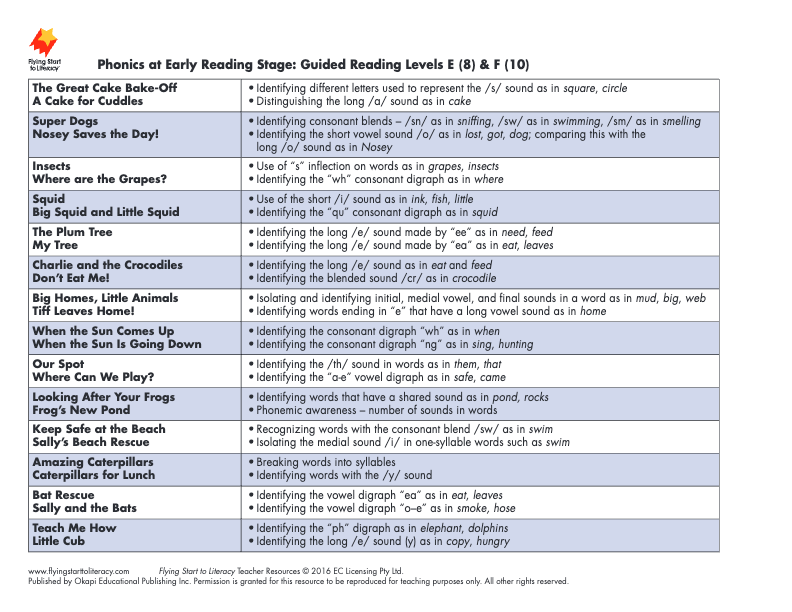 Flying Start
to Literacy
Phonics at Early Reading Stage: Guided Reading Levels E (8) & F (10)
The Great Cake Bake-Off
A Cake for Cuddles
• Identifying different letters used to represent the /s/ sound as in square, circle
• Distinguishing the long /a/ sound as in cake
Super Dogs
Nosey Saves the Day!
• Identifying consonant blends – /sn/ as in sniffing, /sw/ as in swimming, /sm/ as in smelling
• Identifying the short vowel sound /o/ as in lost, got, dog; comparing this with the
long /o/ sound as in Nosey
Insects
Where are the Grapes?
• Use of “s” inflection on words as in grapes, insects
• Identifying the “wh” consonant digraph as in where
Squid
Big Squid and Little Squid
• Use of the short /i/ sound as in ink, fish, little
• Identifying the “qu” consonant digraph as in squid
The Plum Tree
My Tree
• Identifying the long /e/ sound made by “ee” as in need, feed
• Identifying the long /e/ sound made by “ea” as in eat, leaves
Charlie and the Crocodiles
Don’t Eat Me!
• Identifying the long /e/ sound as in eat and feed
• Identifying the blended sound /cr/ as in crocodile
Big Homes, Little Animals
Tiff Leaves Home!
• Isolating and identifying initial, medial vowel, and final sounds in a word as in mud, big, web
• Identifying words ending in “e” that have a long vowel sound as in home
When the Sun Comes Up
When the Sun Is Going Down
• Identifying the consonant digraph “wh” as in when
• Identifying the consonant digraph “ng” as in sing, hunting
Our Spot
Where Can We Play?
• Identifying the /th/ sound in words as in them, that
• Identifying the “a-e” vowel digraph as in safe, came
Looking After Your Frogs
Frog’s New Pond
• Identifying words that have a shared sound as in pond, rocks
• Phonemic awareness – number of sounds in words
Keep Safe at the Beach
Sally’s Beach Rescue
• Recognizing words with the consonant blend /sw/ as in swim
• Isolating the medial sound /i/ in one-syllable words such as swim
Amazing Caterpillars
Caterpillars for Lunch
• Breaking words into syllables
• Identifying words with the /y/ sound
Bat Rescue
Sally and the Bats
• Identifying the vowel digraph “ea” as in eat, leaves
• Identifying the vowel digraph “o–e” as in smoke, hose
Teach Me How
Little Cub
• Identifying the “ph” digraph as in elephant, dolphins
• Identifying the long /e/ sound (y) as in copy, hungry
www.flyingstarttoliteracy.com Flying Start to Literacy Teacher Resources © 2016 EC Licensing Pty Ltd.
Published by Okapi Educational Publishing Inc. Permission is granted for this resource to be reproduced for teaching purposes only. All other rights reserved.